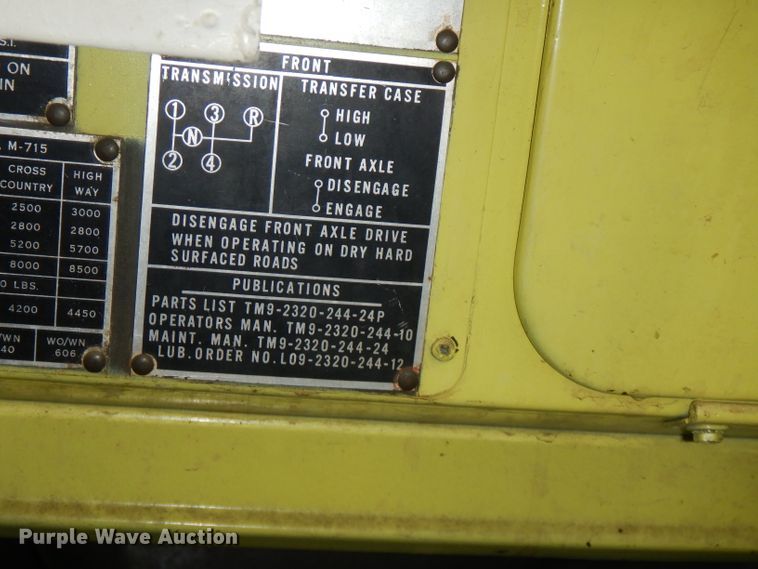 S.I.
ON
IN
M-715
CROSS COUNTRY HIGH WAY
2500 3000
2800 2800
5200 5700
8000 8500
0 LBS.
4200 4450
WO/WN
40 606
FRONT
TRANSMISSION
1 3 R
N
2 4
TRANSFER CASE
HIGH
LOW
FRONT AXLE
DISENGAGE
ENGAGE
DISENGAGE FRONT AXLE DRIVE
WHEN OPERATING ON DRY HARD
SURFACED ROADS
PUBLICATIONS
PARTS LIST TM9-2320-244-24P
OPERATORS MAN. TM9-2320-244-10
MAINT. MAN. TM9-2320-244-24
LUB. ORDER NO. LO9-2320-244-12
Purple Wave Auction